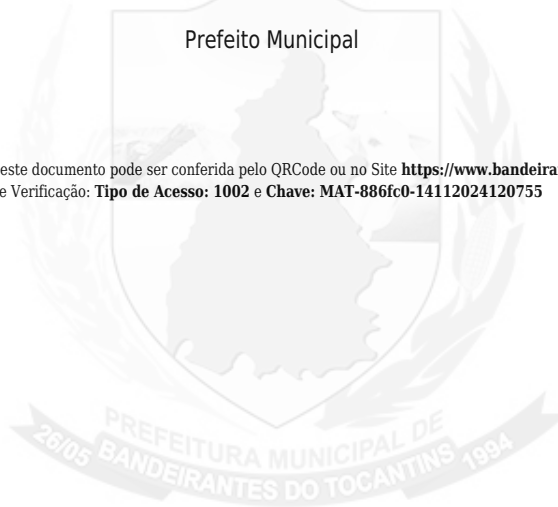 Prefeito Municipal
este documento pode ser conferida pelo QRCode ou no Site https://www.bandeira
e Verificação: Tipo de Acesso: 1002 e Chave: MAT-886fc0-14112024120755
PREFEITURA MUNICIPAL DE
26/05 BANDEIRANTES DO TOCANTINS 1994